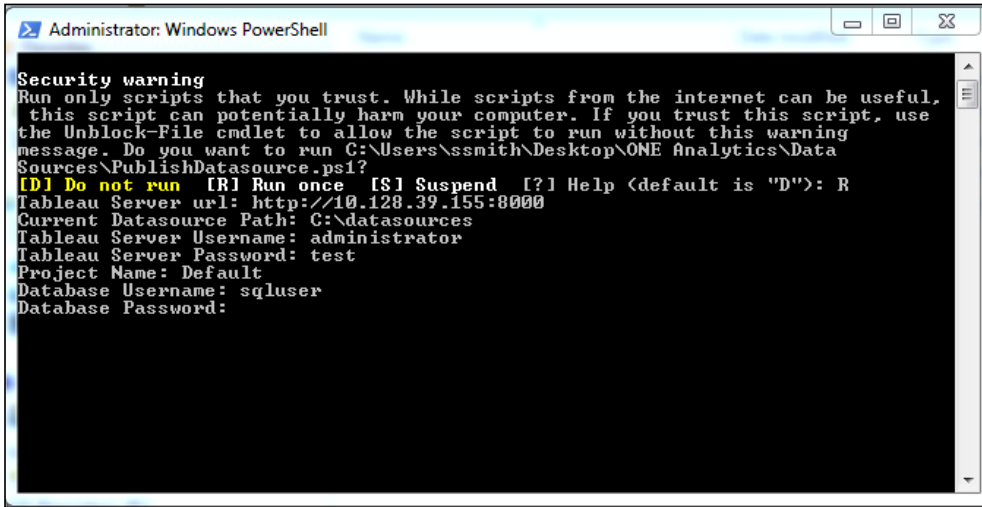 Administrator: Windows PowerShell
Security warning
Run only scripts that you trust. While scripts from the internet can be useful,
this script can potentially harm your computer. If you trust this script, use
the Unblock-File cmdlet to allow the script to run without this warning
message. Do you want to run C:\Users\ssmith\Desktop\ONE Analytics\Data
Sources\PublishDatasource.ps1?
[D] Do not run  [R] Run once  [S] Suspend  [?] Help (default is "D"): R
Tableau Server url: http://10.128.39.155:8000
Current Datasource Path: C:\datasources
Tableau Server Username: administrator
Tableau Server Password: test
Project Name: Default
Database Username: sqluser
Database Password: